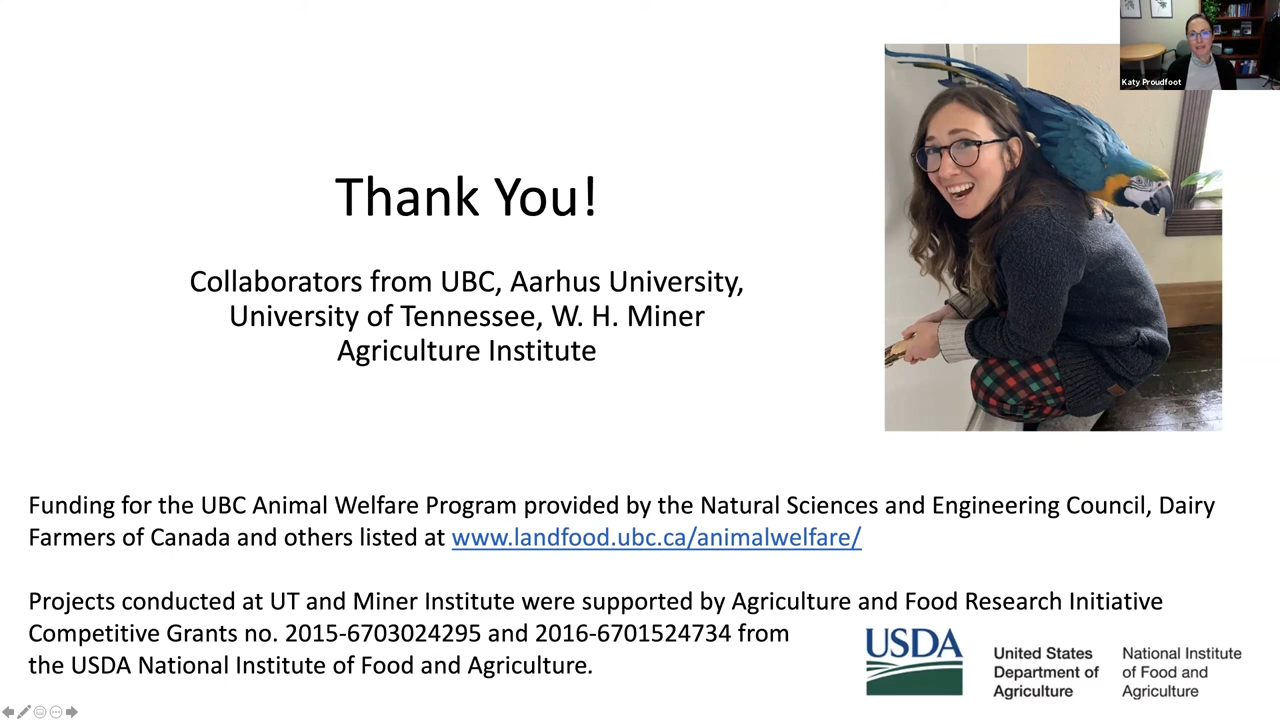 Katy Proudfoot
Thank You!
Collaborators from UBC, Aarhus University,
University of Tennessee, W. H. Miner
Agriculture Institute
Funding for the UBC Animal Welfare Program provided by the Natural Sciences and Engineering Council, Dairy
Farmers of Canada and others listed at www.landfood.ubc.ca/animalwelfare/
Projects conducted at UT and Miner Institute were supported by Agriculture and Food Research Initiative
Competitive Grants no. 2015-6703024295 and 2016-6701524734 from
the USDA National Institute of Food and Agriculture.
USDA
United States
Department of
Agriculture
National Institute
of Food and
Agriculture